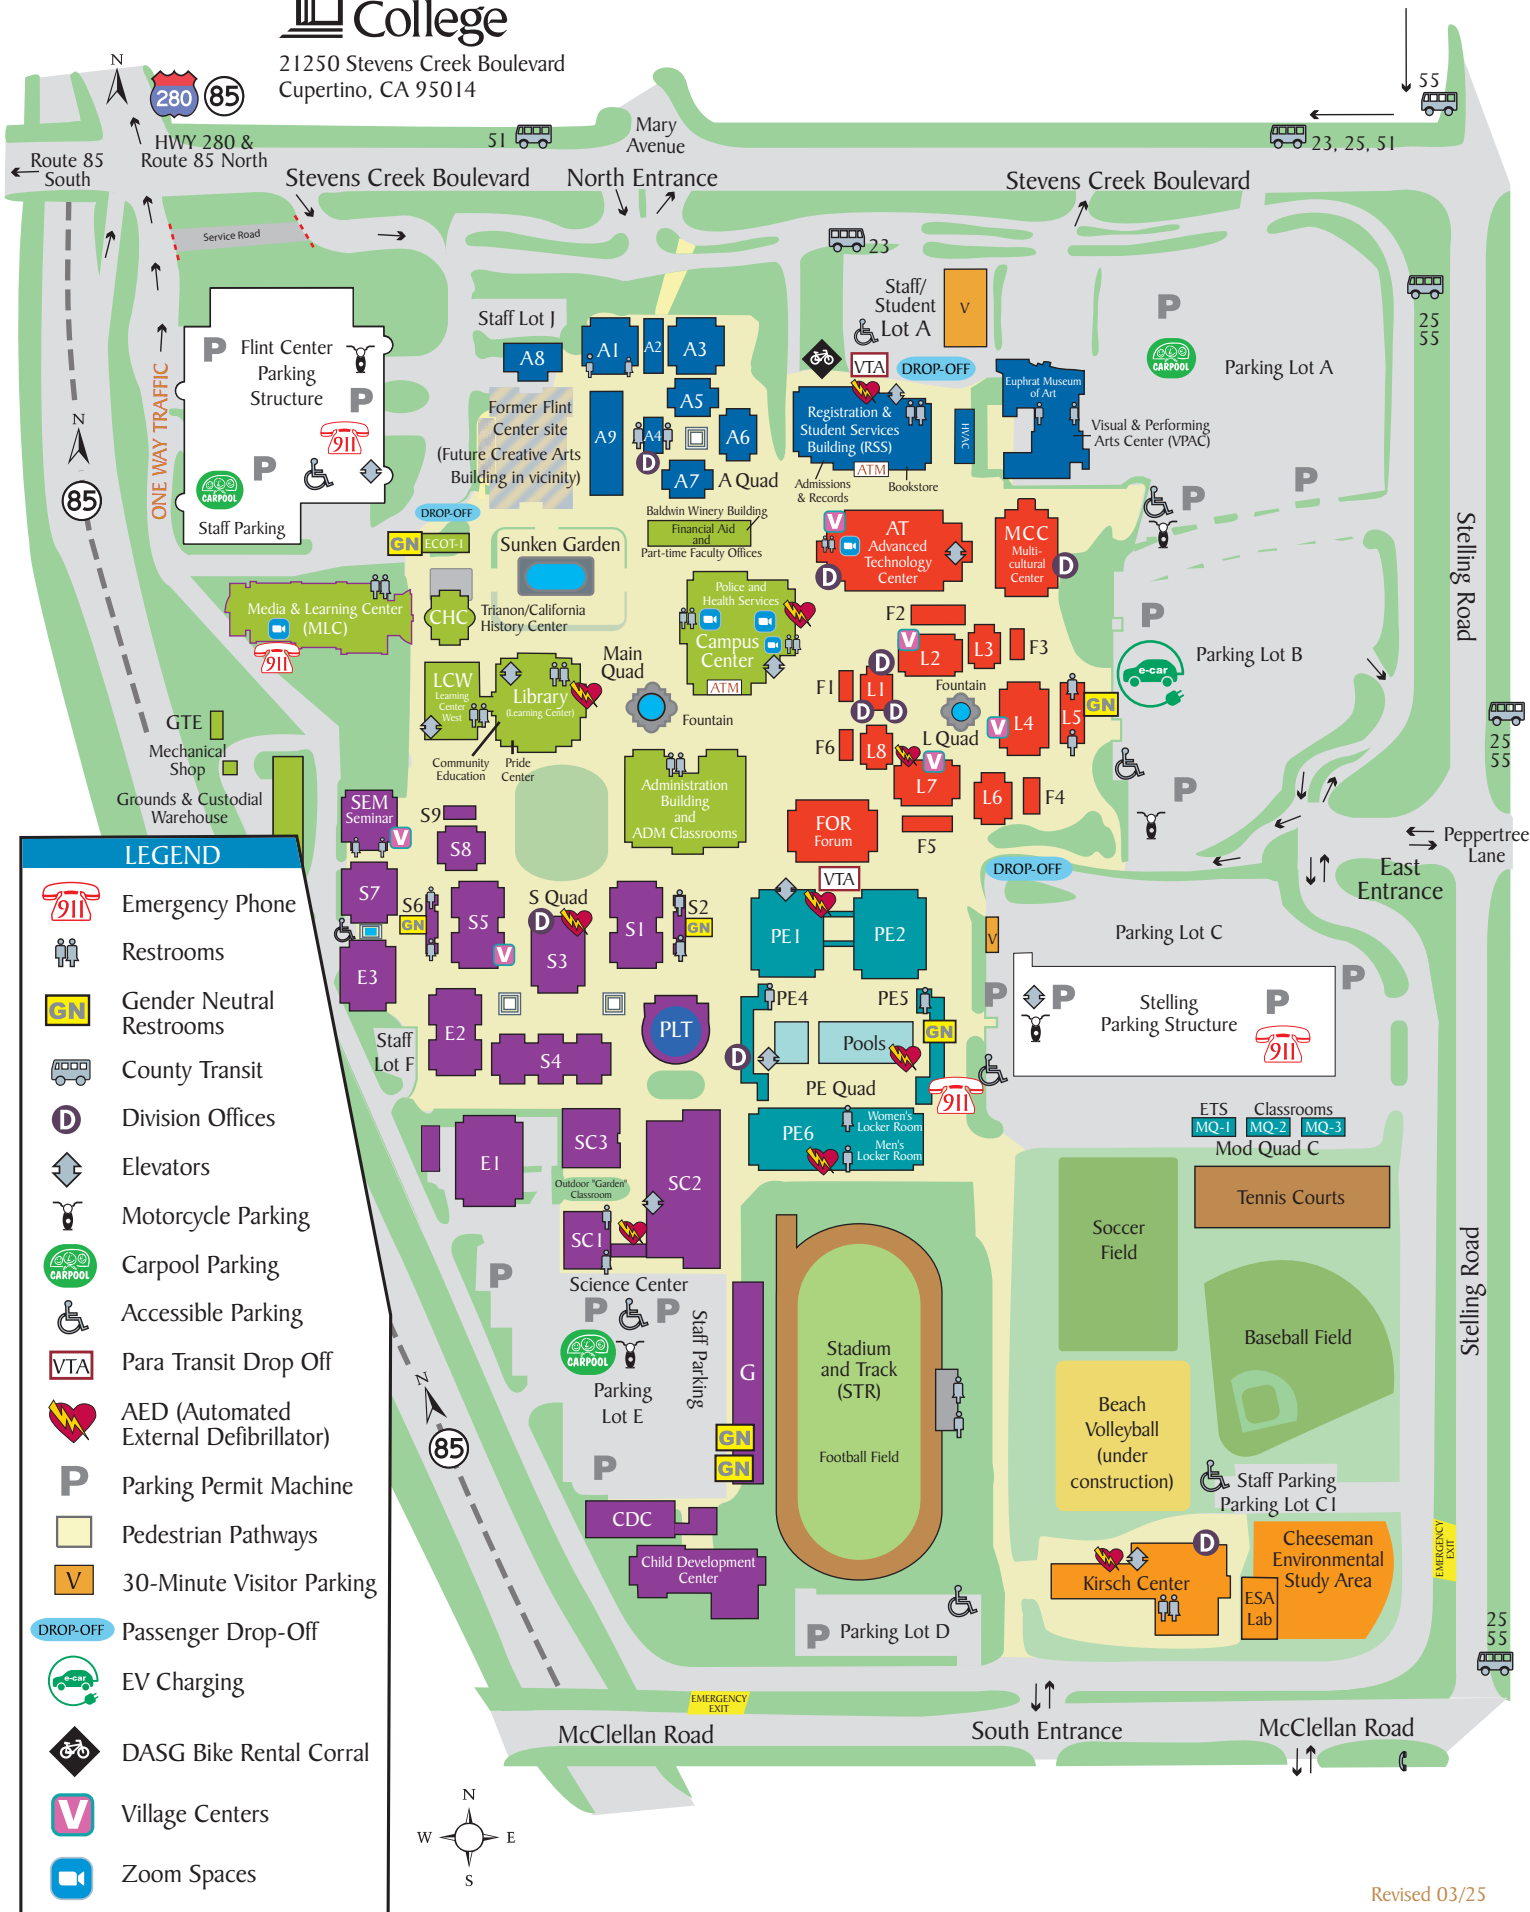 College
21250 Stevens Creek Boulevard
Cupertino, CA 95014
N
280
85
HWY 280 &
Route 85 North
Route 85
South
51
Mary
Avenue
55
23, 25, 51
Stevens Creek Boulevard
North Entrance
Stevens Creek Boulevard
Service Road
23
25
55
ONE WAY TRAFFIC
N
85
P
Flint Center
Parking
Structure
P
911
P
CARPOOL
Staff Parking
Staff Lot J
A8
A1
A2
A3
A5
A9
A4
A6
D
A7
A Quad
Former Flint
Center site
(Future Creative Arts
Building in vicinity)
Staff/
Student
Lot A
V
VTA
DROP-OFF
Registration &
Student Services
Building (RSS)
ATM
Admissions
& Records
Bookstore
HVAC
Euphrat Museum
of Art
Visual & Performing
Arts Center (VPAC)
P
CARPOOL
Parking Lot A
P
P
DROP-OFF
GN
ECOT-1
Sunken Garden
Baldwin Winery Building
Financial Aid
and
Part-time Faculty Offices
V
AT
Advanced
Technology
Center
D
MCC
Multi-
cultural
Center
D
Stelling Road
Media & Learning Center
(MLC)
911
CHC
Trianon/California
History Center
Police and
Health Services
Campus
Center
ATM
F2
V
L2
L3
F3
D
F1
L1
D
D
Fountain
L4
V
L5
GN
P
e-car
Parking Lot B
LCW
Learning
Center
West
Library
(Learning Center)
Main
Quad
Fountain
F6
L8
L Quad
V
L7
L6
F4
F5
GTE
Mechanical
Shop
Grounds & Custodial
Warehouse
Community
Education
Pride
Center
Administration
Building
and
ADM Classrooms
FOR
Forum
VTA
P
25
55
Peppertree
Lane
East
Entrance
DROP-OFF
SEM
Seminar
V
S9
S8
S7
S6
GN
S5
V
S Quad
D
S3
S1
S2
GN
E3
PE1
PE2
V
Parking Lot C
P
P
P
P
Stelling
Parking Structure
911
Staff
Lot F
E2
S4
PLT
PE4
PE5
GN
D
Pools
PE Quad
911
ETS
Classrooms
MQ-1
MQ-2
MQ-3
Mod Quad C
E1
SC3
Outdoor "Garden"
Classroom
SC2
SC1
Science Center
PE6
Women's
Locker Room
Men's
Locker Room
Tennis Courts
Soccer
Field
Baseball Field
Stelling Road
P
P
P
CARPOOL
Parking
Lot E
Staff Parking
G
GN
GN
P
Stadium
and Track
(STR)
Football Field
Beach
Volleyball
(under
construction)
Staff Parking
Parking Lot C1
N
85
CDC
Child Development
Center
D
Kirsch Center
ESA
Lab
Cheeseman
Environmental
Study Area
EMERGENCY
EXIT
P
Parking Lot D
25
55
EMERGENCY
EXIT
McClellan Road
South Entrance
McClellan Road
LEGEND
911
Emergency Phone
Restrooms
GN
Gender Neutral
Restrooms
County Transit
D
Division Offices
Elevators
Motorcycle Parking
CARPOOL
Carpool Parking
Accessible Parking
VTA
Para Transit Drop Off
AED (Automated
External Defibrillator)
P
Parking Permit Machine
Pedestrian Pathways
V
30-Minute Visitor Parking
DROP-OFF
Passenger Drop-Off
e-car
EV Charging
DASG Bike Rental Corral
V
Village Centers
Zoom Spaces
N
W
E
S
Revised 03/25